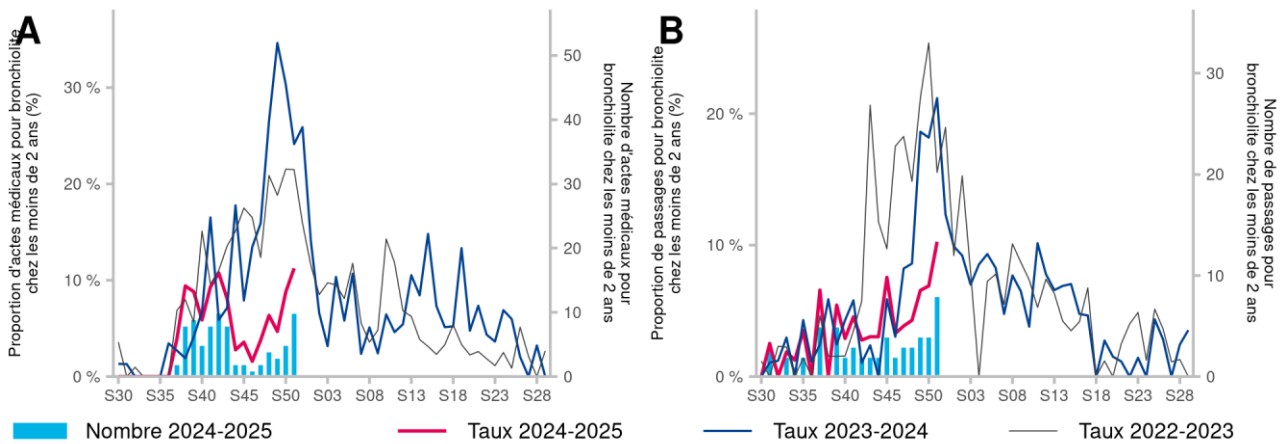 A
Proportion d'actes médicaux pour bronchiolite
chez les moins de 2 ans (%)
30 %
20 %
10 %
0 %
50
40
30
20
10
0
Nombre d'actes médicaux pour
bronchiolite chez les moins de 2 ans
S30 S35 S40 S45 S50 S03 S08 S13 S18 S23 S28
B
Proportion de passages pour bronchiolite
chez les moins de 2 ans (%)
20 %
10 %
0 %
30
20
10
0
Nombre de passages pour
bronchiolite chez les moins de 2 ans
S30 S35 S40 S45 S50 S03 S08 S13 S18 S23 S28
Nombre 2024-2025 Taux 2024-2025 Taux 2023-2024 Taux 2022-2023